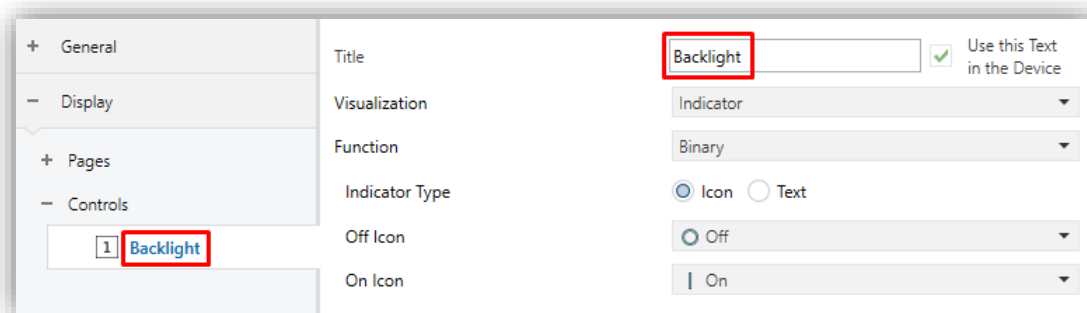 + General
− Display
+ Pages
− Controls
1 Backlight
Title Backlight Use this Text
in the Device
Visualization Indicator
Function Binary
Indicator Type Icon Text
Off Icon Off
On Icon On